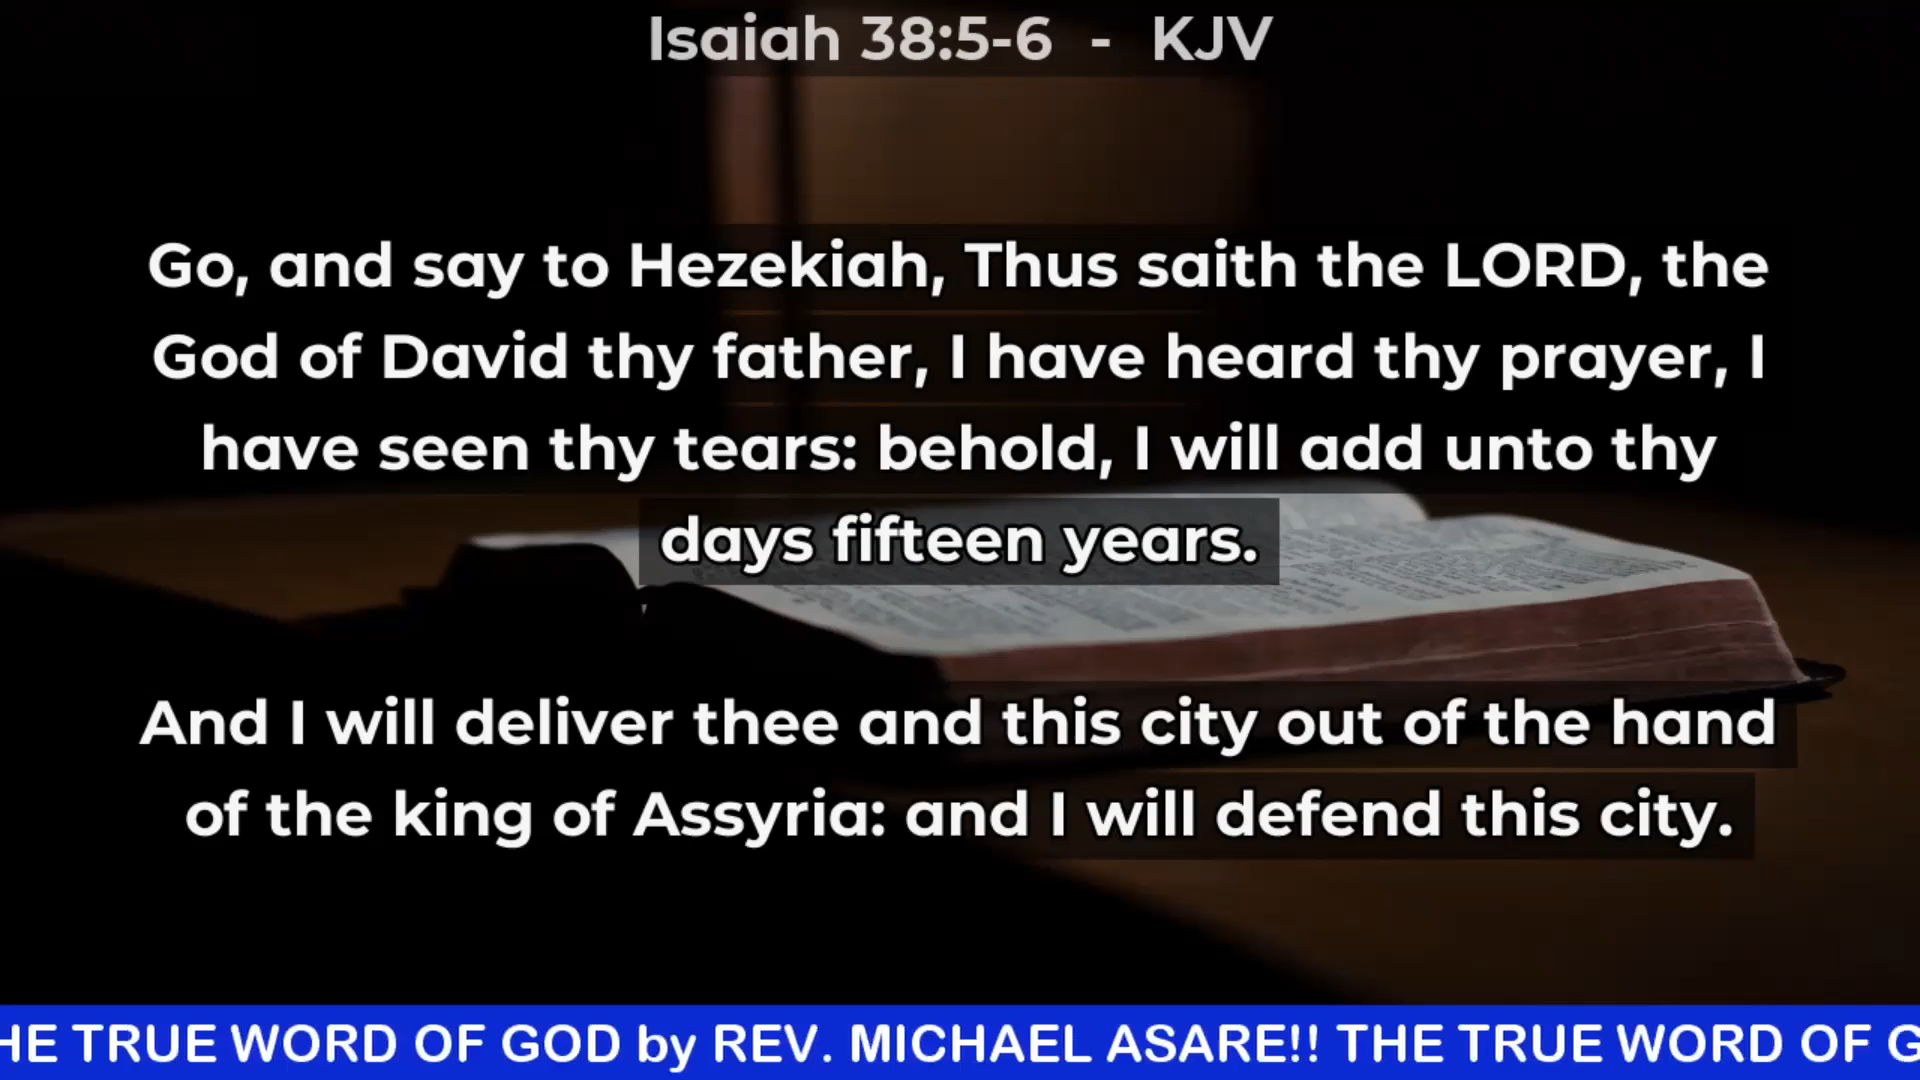 Isaiah 38:5-6 - KJV
Go, and say to Hezekiah, Thus saith the LORD, the
God of David thy father, I have heard thy prayer, I
have seen thy tears: behold, I will add unto thy
days fifteen years.
And I will deliver thee and this city out of the hand
of the king of Assyria: and I will defend this city.
HE TRUE WORD OF GOD by REV. MICHAEL ASARE!! THE TRUE WORD OF G